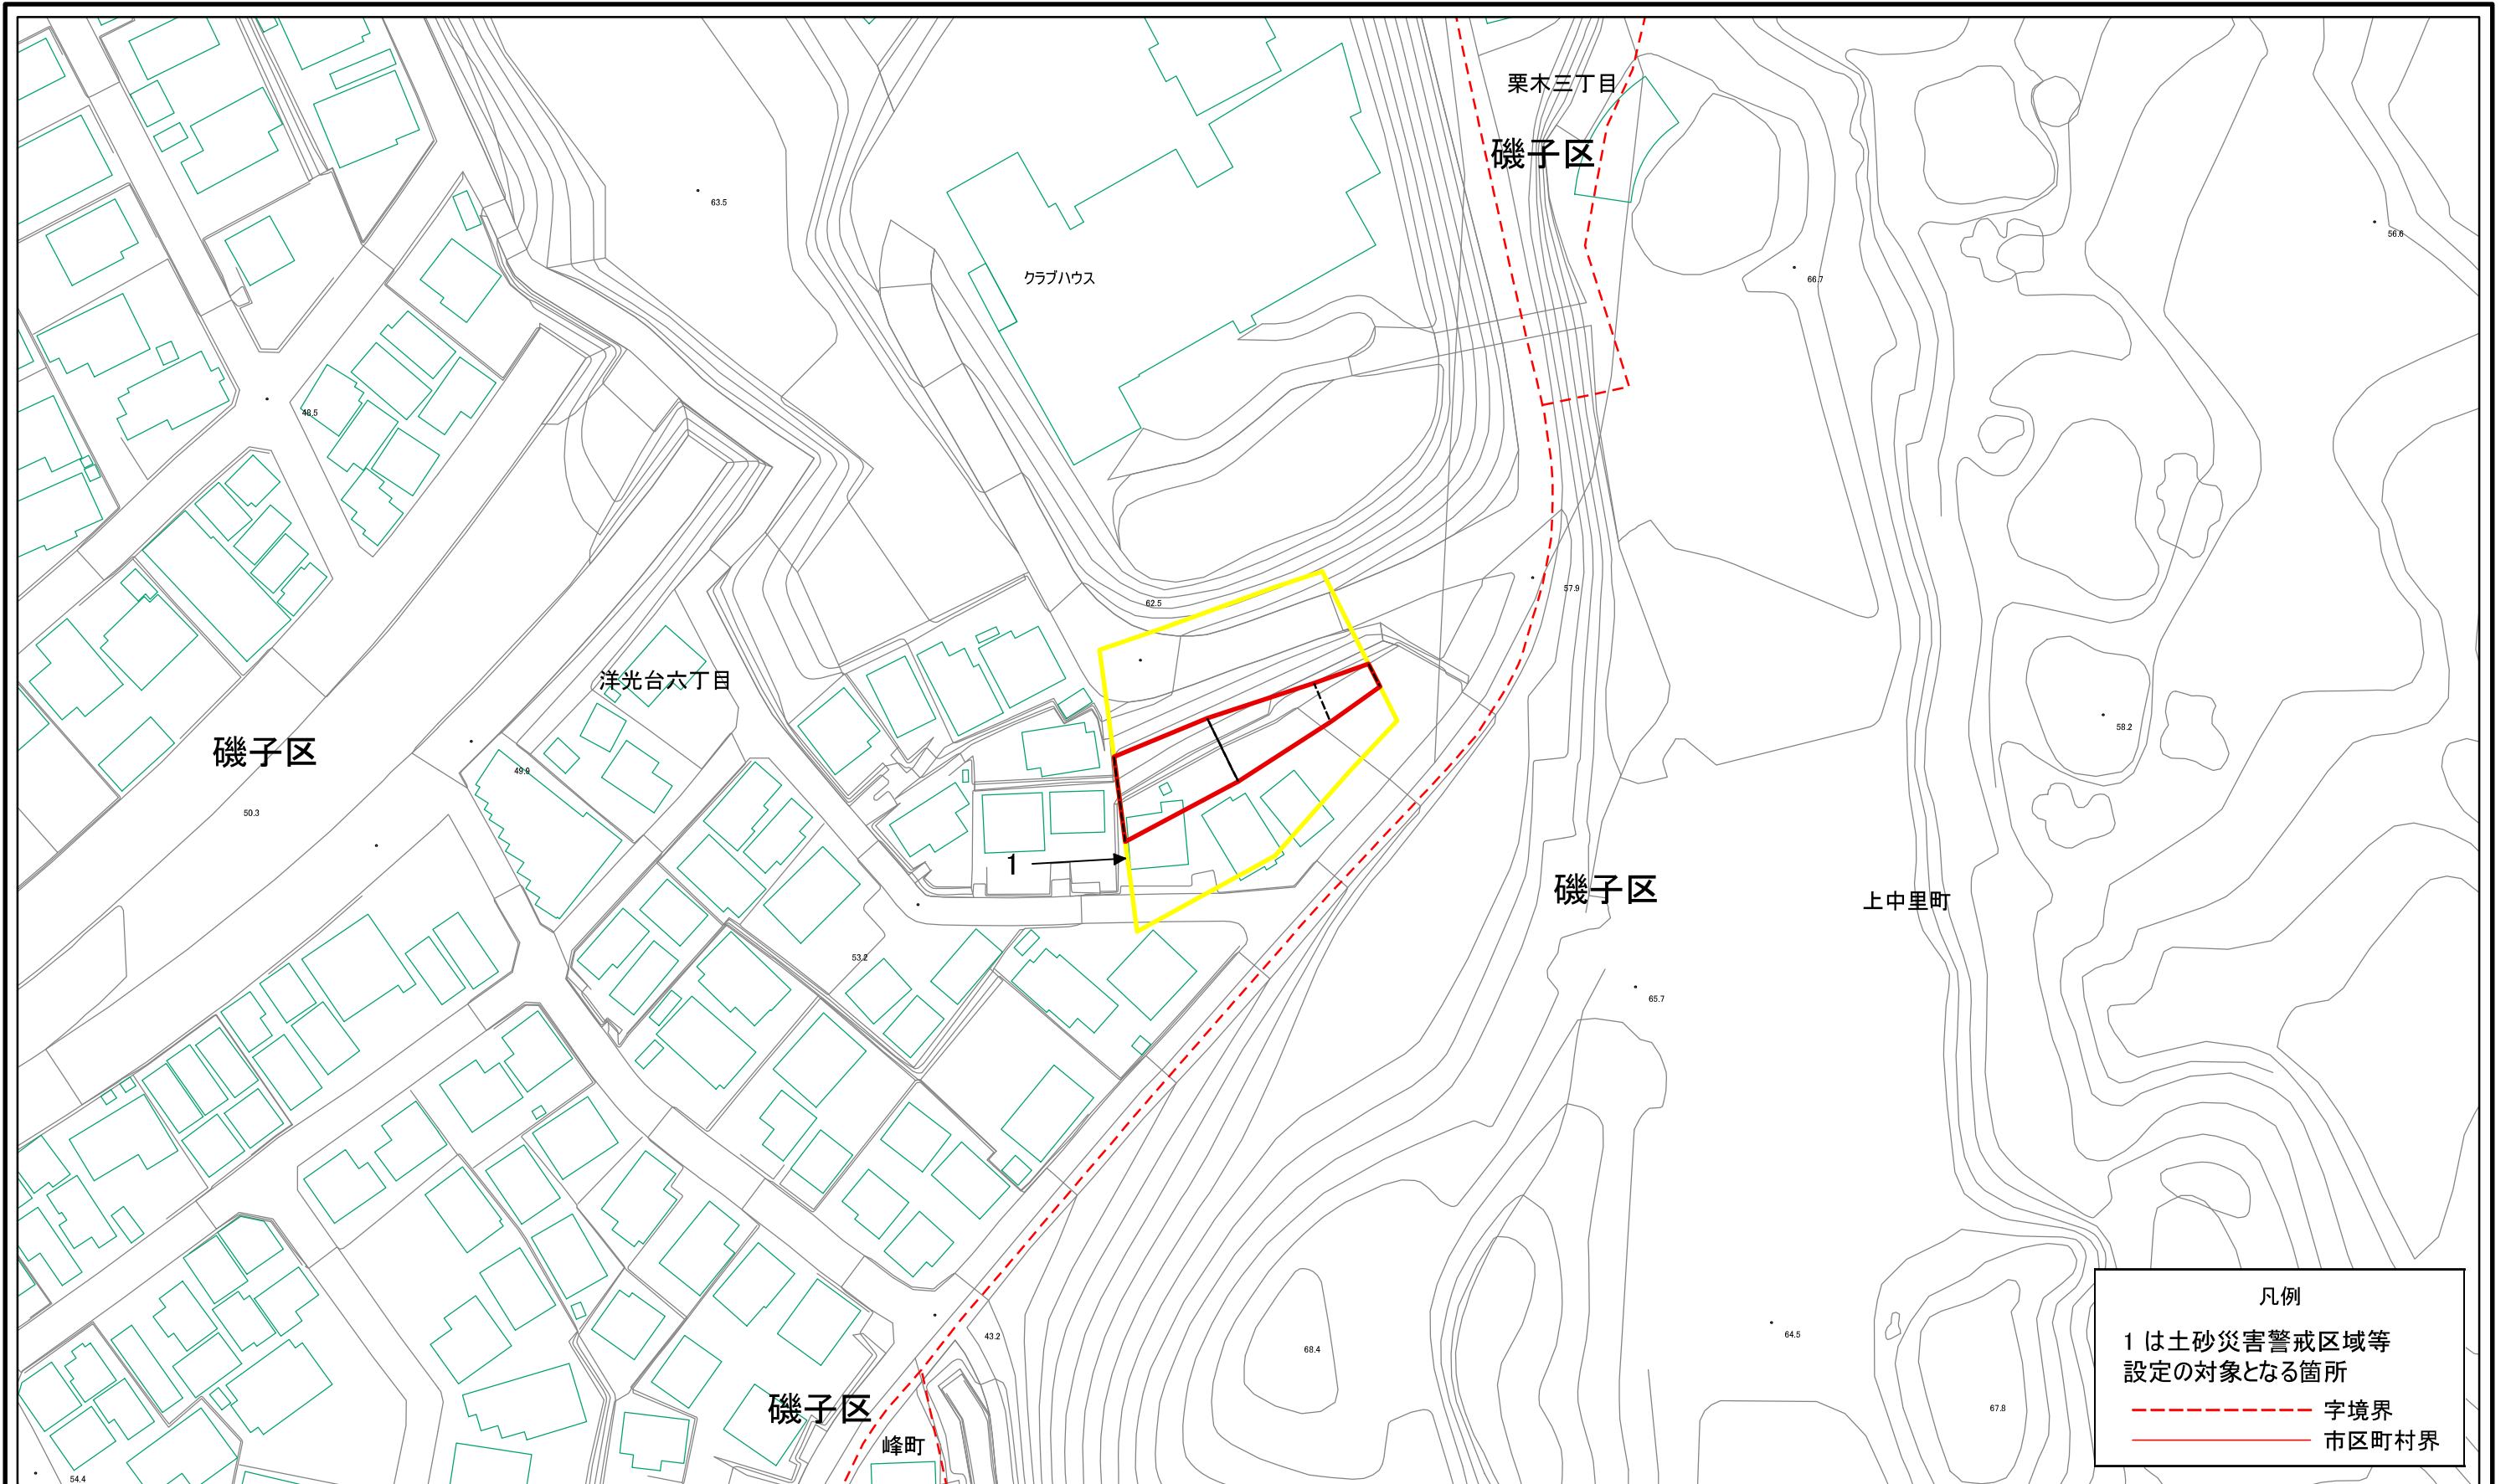 栗木三丁目
磯子区
63.5
56.6
66.7
クラブハウス
48.5
57.9
62.5
洋光台六丁目
58.2
磯子区
49.9
50.3
1
磯子区
上中里町
53.2
65.7
43.2
64.5
68.4
磯子区
峰町
67.8
54.4
凡例
1 は土砂災害警戒区域等
設定の対象となる箇所
字境界
市区町村界